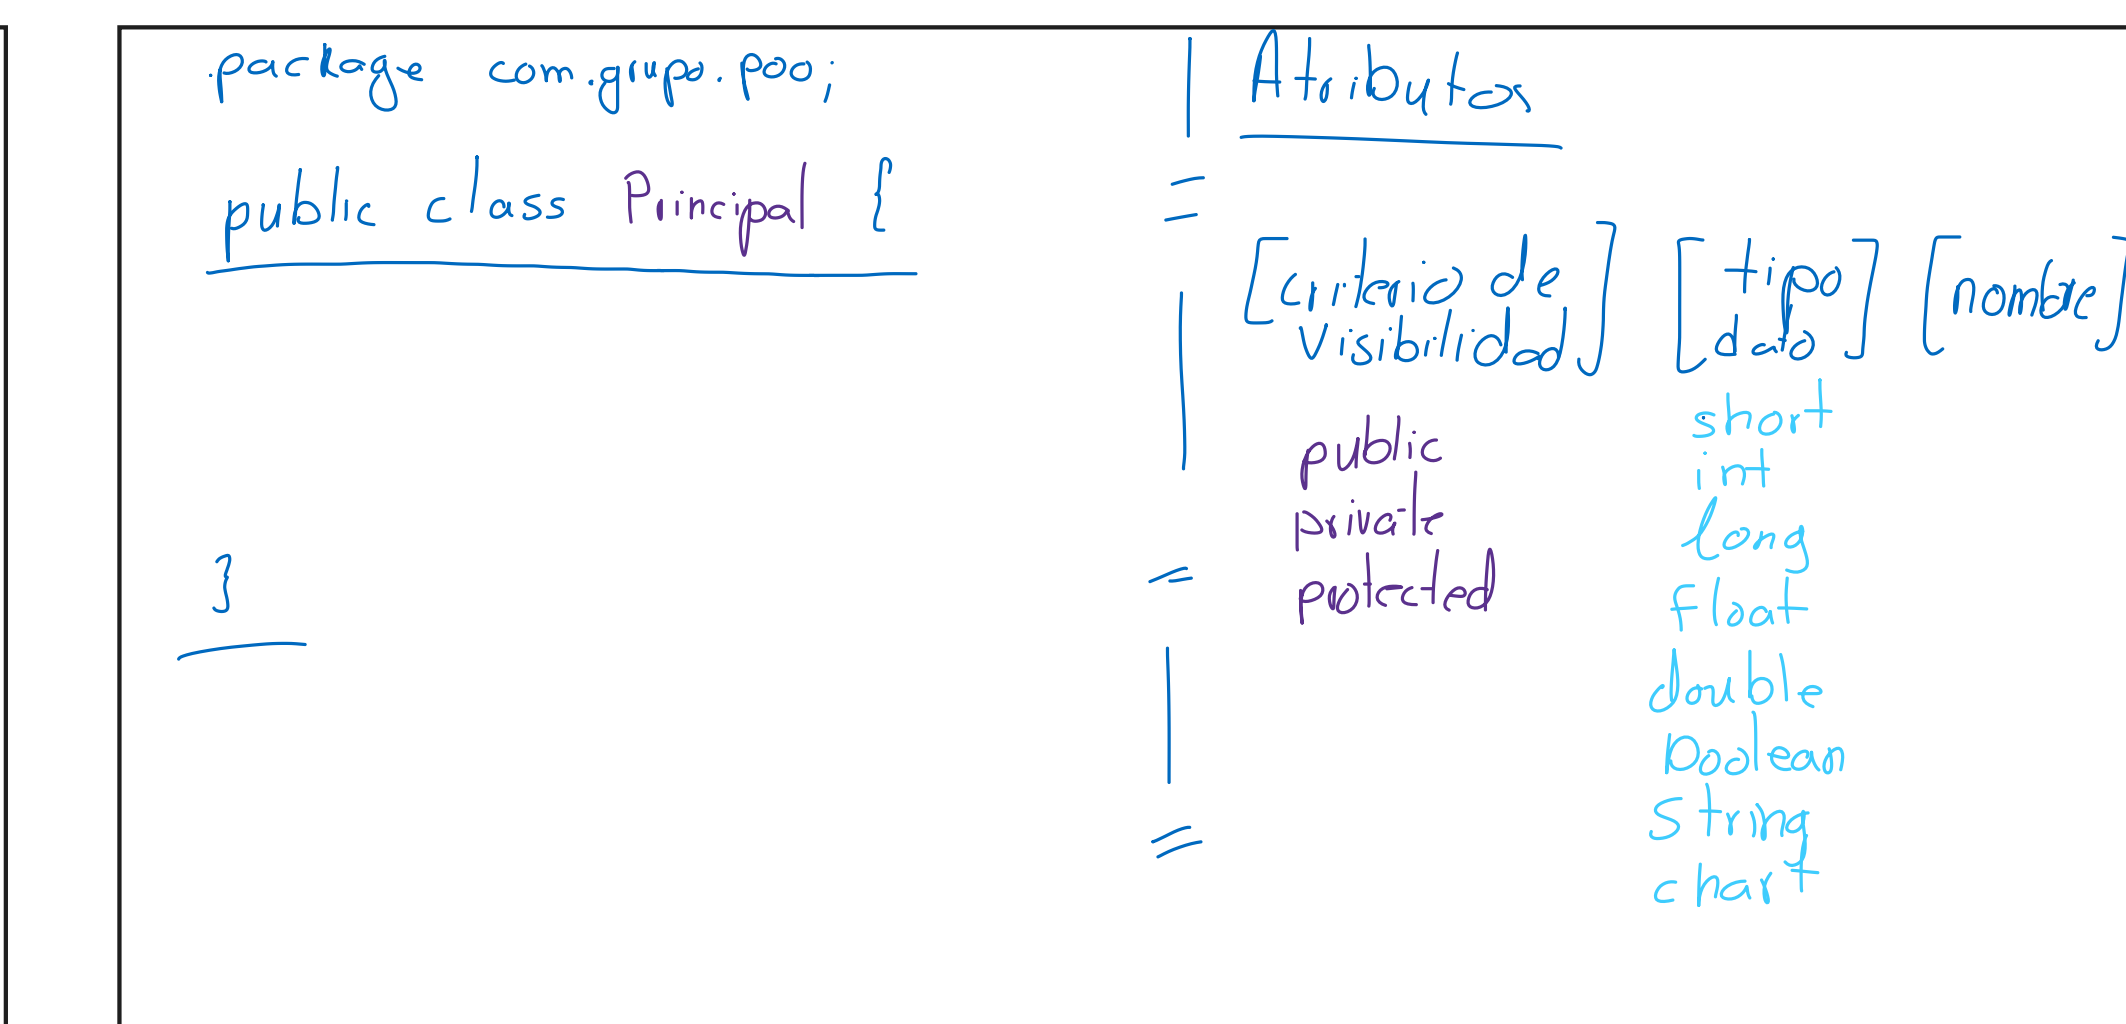 package com.grupo.poo;
public class Principal {
}
Atributos
[criterio de visibilidad] [tipo dato] [nombre]
public
private
protected
short
int
long
float
double
boolean
String
chart